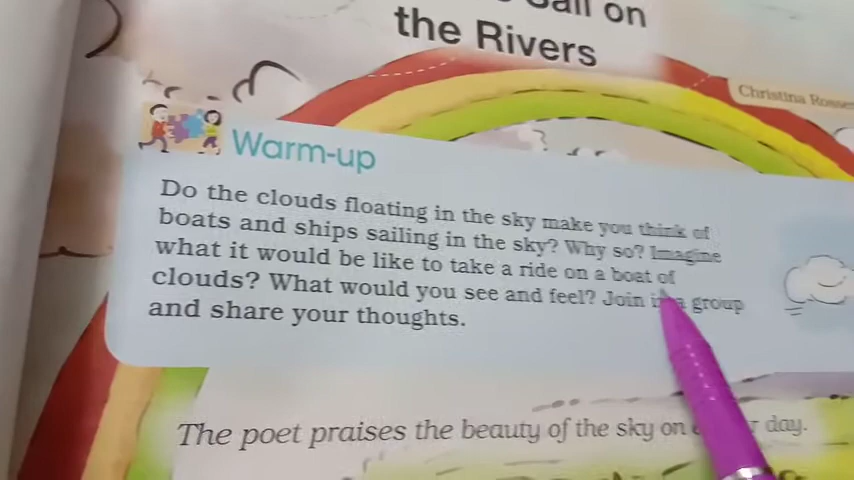 Sail on
the Rivers
Christina Rosset
Warm-up
Do the clouds floating in the sky make you think of
boats and ships sailing in the sky? Why so? Imagine
what it would be like to take a ride on a boat of
clouds? What would you see and feel? Join in a group
and share your thoughts.
The poet praises the beauty of the sky on day.